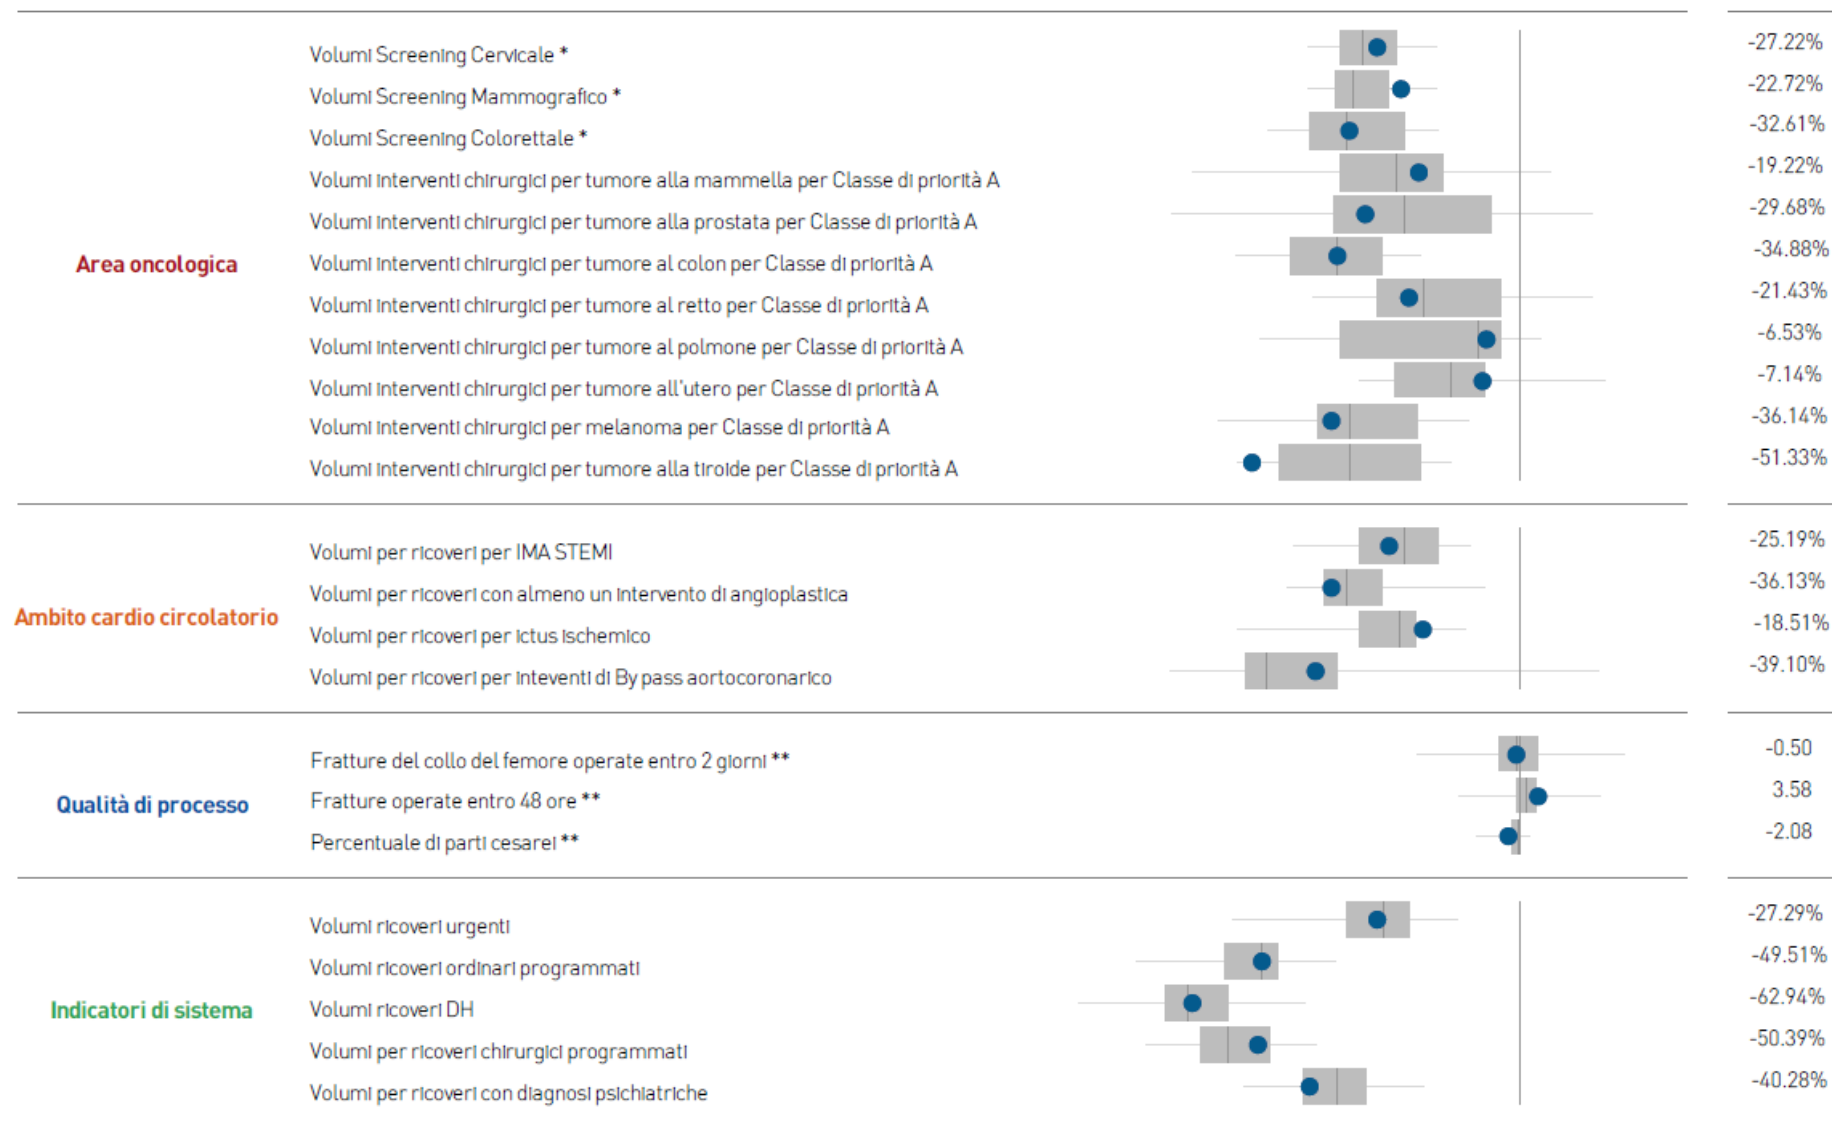 Volumi Screening Cervicale * -27.22%
Volumi Screening Mammografico * -22.72%
Volumi Screening Colorettale * -32.61%
Volumi interventi chirurgici per tumore alla mammella per Classe di priorità A -19.22%
Volumi interventi chirurgici per tumore alla prostata per Classe di priorità A -29.68%
Area oncologica
Volumi interventi chirurgici per tumore al colon per Classe di priorità A -34.88%
Volumi interventi chirurgici per tumore al retto per Classe di priorità A -21.43%
Volumi interventi chirurgici per tumore al polmone per Classe di priorità A -6.53%
Volumi interventi chirurgici per tumore all'utero per Classe di priorità A -7.14%
Volumi interventi chirurgici per melanoma per Classe di priorità A -36.14%
Volumi interventi chirurgici per tumore alla tiroide per Classe di priorità A -51.33%
Volumi per ricoveri per IMA STEMI -25.19%
Volumi per ricoveri con almeno un intervento di angioplastica -36.13%
Ambito cardio circolatorio
Volumi per ricoveri per ictus ischemico -18.51%
Volumi per ricoveri per inteventi di By pass aortocoronarico -39.10%
Fratture del collo del femore operate entro 2 giorni ** -0.50
Qualità di processo
Fratture operate entro 48 ore ** 3.58
Percentuale di parti cesarei ** -2.08
Volumi ricoveri urgenti -27.29%
Volumi ricoveri ordinari programmati -49.51%
Indicatori di sistema
Volumi ricoveri DH -62.94%
Volumi per ricoveri chirurgici programmati -50.39%
Volumi per ricoveri con diagnosi psichiatriche -40.28%